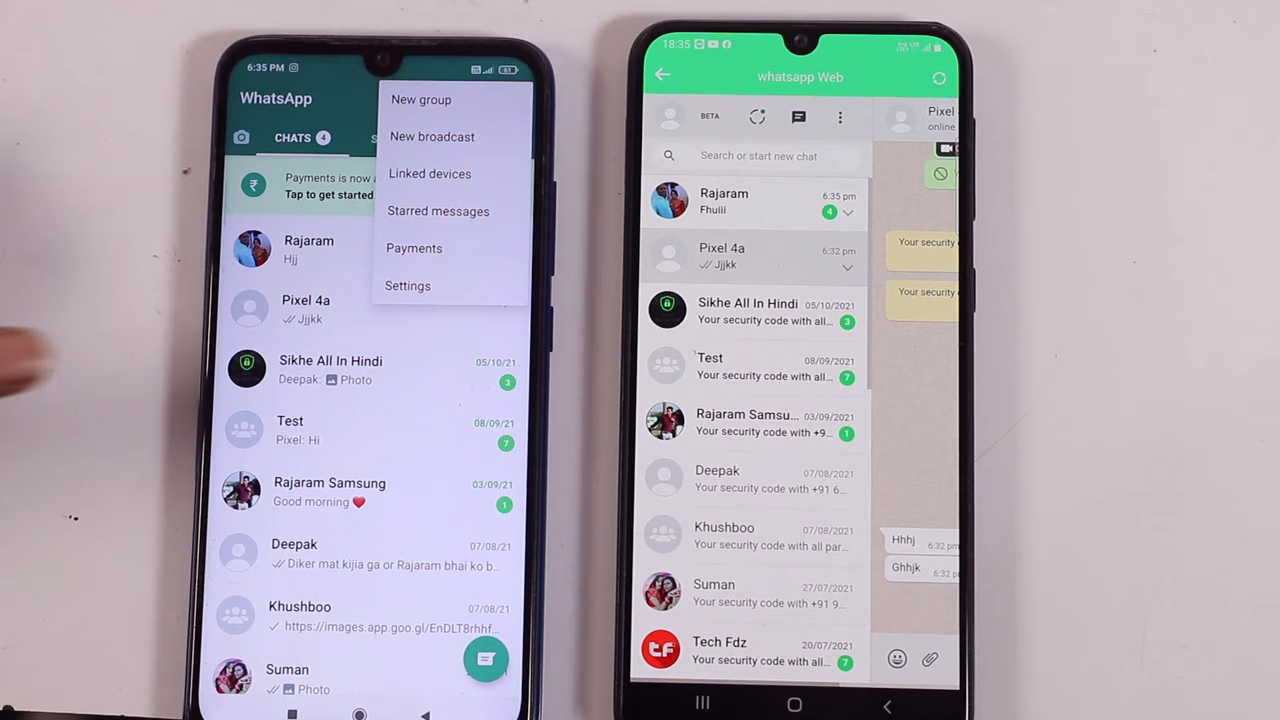 6:35 PM
61
WhatsApp
CHATS 4
New group
New broadcast
Linked devices
Starred messages
Payments
Settings
Payments is now a
Tap to get started
₹
Rajaram
Hjj
Pixel 4a
Jjjkk
Sikhe All In Hindi 05/10/21
Deepak: Photo 3
Test 08/09/21
Pixel: Hi 7
Rajaram Samsung 03/09/21
Good morning ❤️ 1
Deepak 07/08/21
Diker mat kijia ga or Rajaram bhai ko b...
Khushboo 07/08/21
https://images.app.goo.gl/EnDLT8rhhf...
Suman
Photo
18:35
whatsapp Web
BETA
Search or start new chat
Rajaram 6:35 pm
Fhuiii 4
Pixel 4a 6:32 pm
Jjjkk
Sikhe All In Hindi 05/10/2021
Your security code with all... 3
Test 08/09/2021
Your security code with all... 7
Rajaram Samsu... 03/09/2021
Your security code with +9... 1
Deepak 07/08/2021
Your security code with +91 6...
Khushboo 07/08/2021
Your security code with all par...
Suman 27/07/2021
Your security code with +91 9...
tf
Tech Fdz 20/07/2021
Your security code with all... 7
Pixel
online
Your security
Your security
Hhhj 6:32 p
Ghhjk 6:32 p